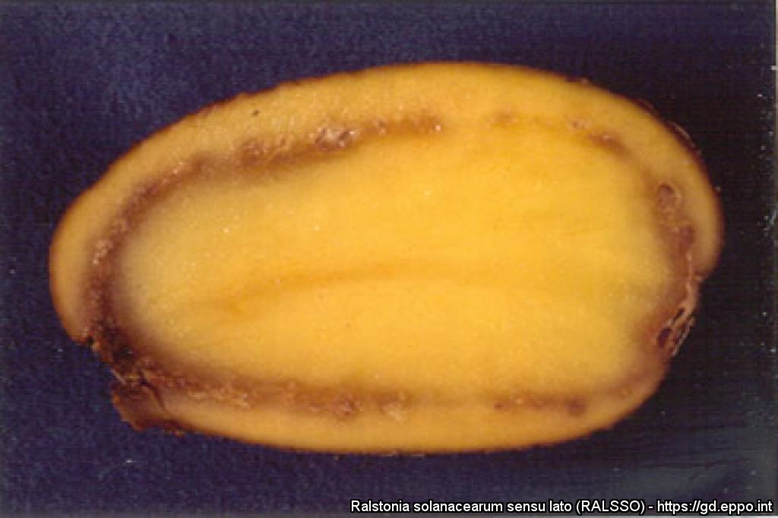 Ralstonia solanacearum sensu lato (RALSSO) - https://gd.eppo.int